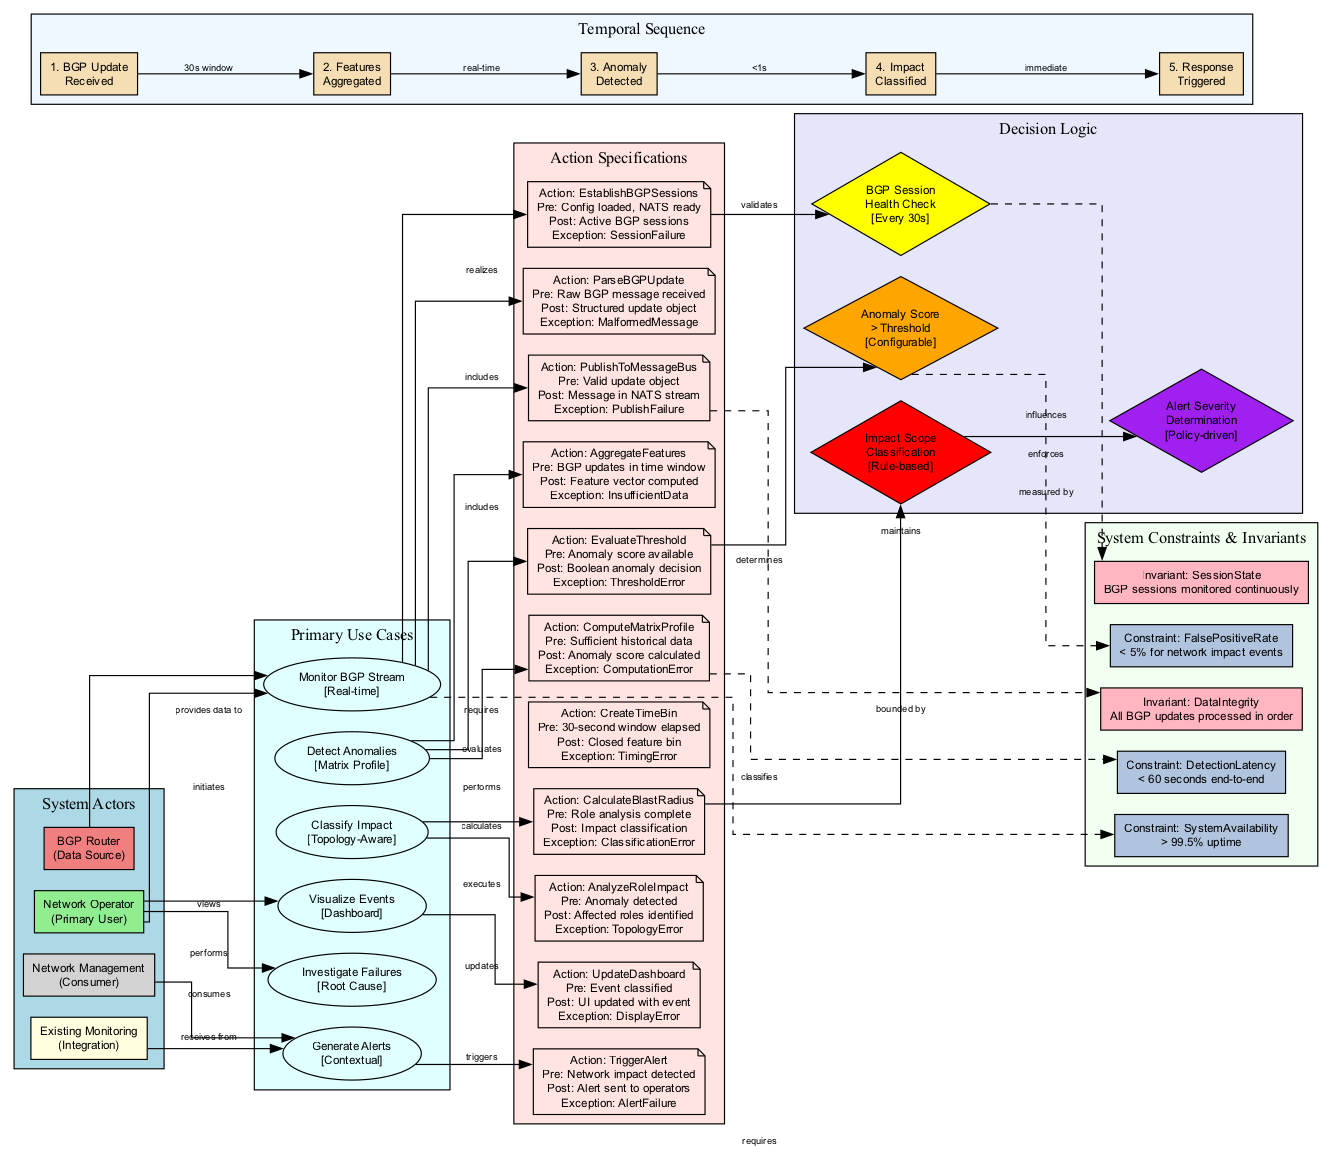 Temporal Sequence
1. BGP Update
Received
30s window
2. Features
Aggregated
real-time
3. Anomaly
Detected
<1s
4. Impact
Classified
immediate
5. Response
Triggered
System Actors
BGP Router
(Data Source)
Network Operator
(Primary User)
Network Management
(Consumer)
Existing Monitoring
(Integration)
provides data to
initiates
views
performs
consumes
receives from
Primary Use Cases
Monitor BGP Stream
[Real-time]
Detect Anomalies
[Matrix Profile]
Classify Impact
[Topology-Aware]
Visualize Events
[Dashboard]
Investigate Failures
[Root Cause]
Generate Alerts
[Contextual]
realizes
includes
includes
requires
evaluates
performs
calculates
executes
updates
triggers
Action Specifications
Action: EstablishBGPSessions
Pre: Config loaded, NATS ready
Post: Active BGP sessions
Exception: SessionFailure
Action: ParseBGPUpdate
Pre: Raw BGP message received
Post: Structured update object
Exception: MalformedMessage
Action: PublishToMessageBus
Pre: Valid update object
Post: Message in NATS stream
Exception: PublishFailure
Action: AggregateFeatures
Pre: BGP updates in time window
Post: Feature vector computed
Exception: InsufficientData
Action: EvaluateThreshold
Pre: Anomaly score available
Post: Boolean anomaly decision
Exception: ThresholdError
Action: ComputeMatrixProfile
Pre: Sufficient historical data
Post: Anomaly score calculated
Exception: ComputationError
Action: CreateTimeBin
Pre: 30-second window elapsed
Post: Closed feature bin
Exception: TimingError
Action: CalculateBlastRadius
Pre: Role analysis complete
Post: Impact classification
Exception: ClassificationError
Action: AnalyzeRoleImpact
Pre: Anomaly detected
Post: Affected roles identified
Exception: TopologyError
Action: UpdateDashboard
Pre: Event classified
Post: UI updated with event
Exception: DisplayError
Action: TriggerAlert
Pre: Network impact detected
Post: Alert sent to operators
Exception: AlertFailure
validates
determines
classifies
requires
Decision Logic
BGP Session
Health Check
[Every 30s]
Anomaly Score
> Threshold
[Configurable]
Impact Scope
Classification
[Rule-based]
Alert Severity
Determination
[Policy-driven]
influences
enforces
measured by
maintains
bounded by
System Constraints & Invariants
Invariant: SessionState
BGP sessions monitored continuously
Constraint: FalsePositiveRate
< 5% for network impact events
Invariant: DataIntegrity
All BGP updates processed in order
Constraint: DetectionLatency
< 60 seconds end-to-end
Constraint: SystemAvailability
> 99.5% uptime